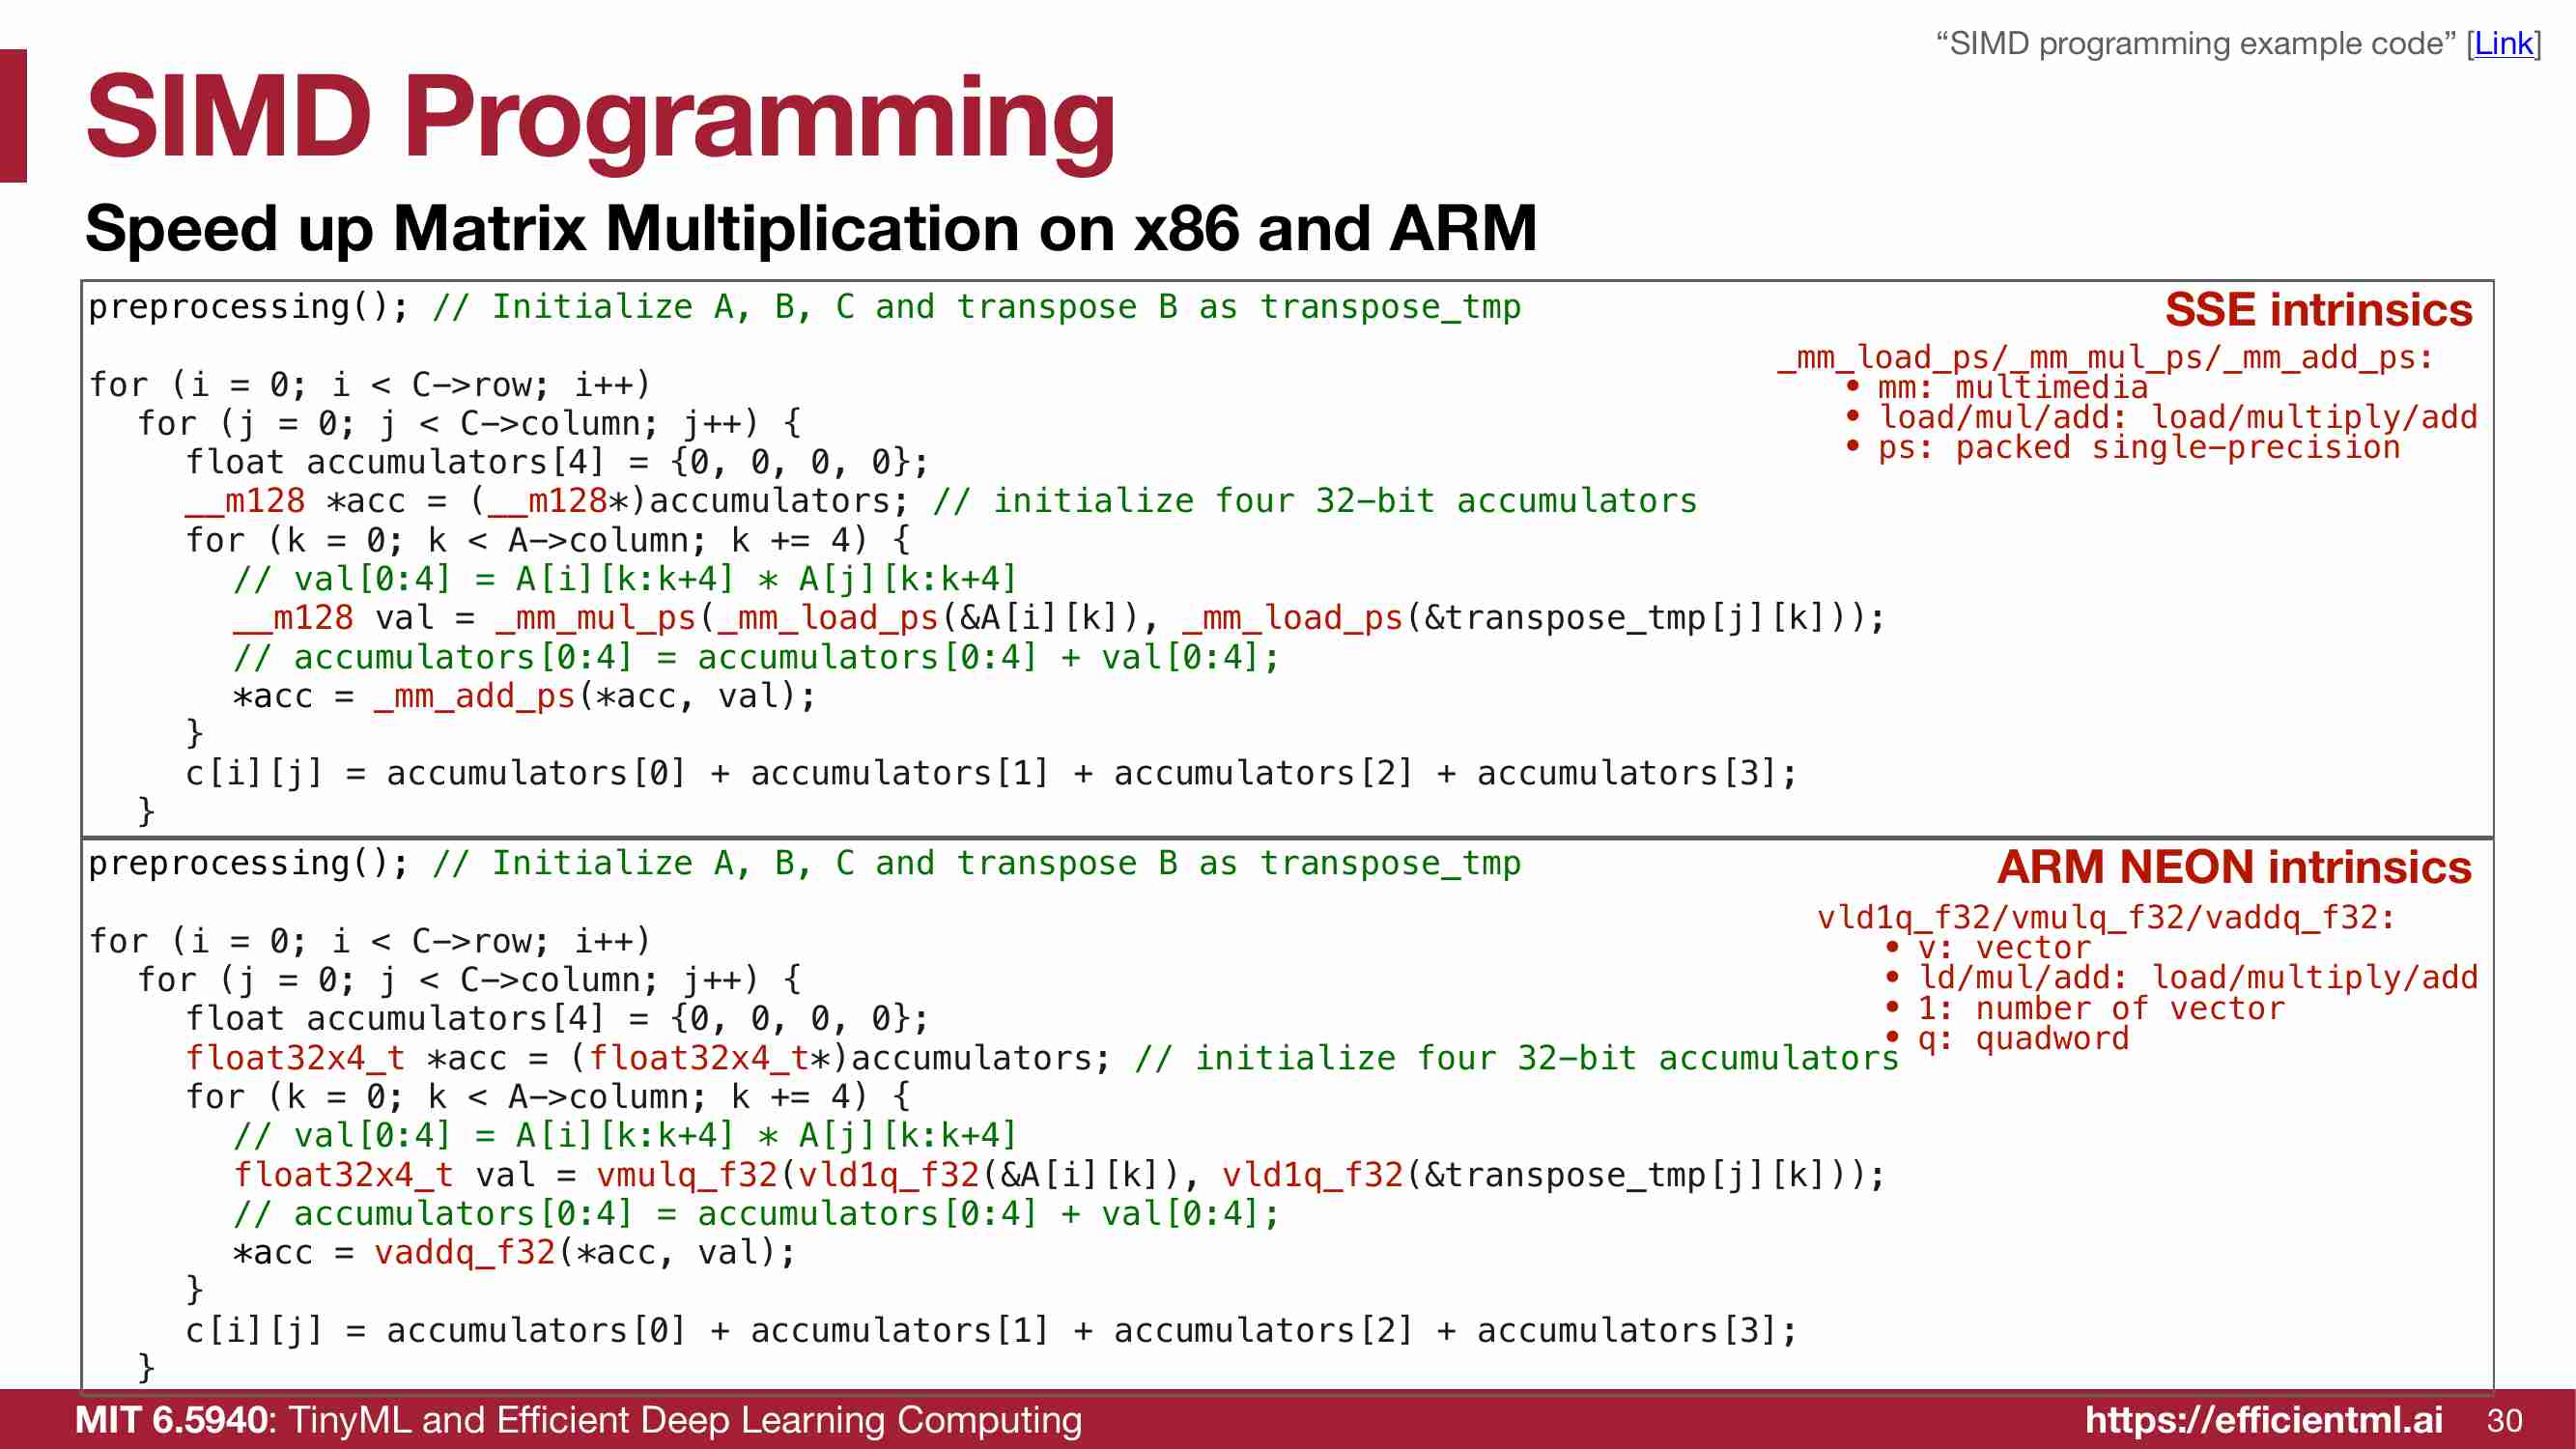 “SIMD programming example code” [Link]
SIMD Programming
Speed up Matrix Multiplication on x86 and ARM
preprocessing(); // Initialize A, B, C and transpose B as transpose_tmp
for (i = 0; i < C->row; i++)
for (j = 0; j < C->column; j++) {
float accumulators[4] = {0, 0, 0, 0};
__m128 *acc = (__m128*)accumulators; // initialize four 32-bit accumulators
for (k = 0; k < A->column; k += 4) {
// val[0:4] = A[i][k:k+4] * A[j][k:k+4]
__m128 val = _mm_mul_ps(_mm_load_ps(&A[i][k]), _mm_load_ps(&transpose_tmp[j][k]));
// accumulators[0:4] = accumulators[0:4] + val[0:4];
*acc = _mm_add_ps(*acc, val);
}
c[i][j] = accumulators[0] + accumulators[1] + accumulators[2] + accumulators[3];
}
SSE intrinsics
_mm_load_ps/_mm_mul_ps/_mm_add_ps:
• mm: multimedia
• load/mul/add: load/multiply/add
• ps: packed single-precision
preprocessing(); // Initialize A, B, C and transpose B as transpose_tmp
for (i = 0; i < C->row; i++)
for (j = 0; j < C->column; j++) {
float accumulators[4] = {0, 0, 0, 0};
float32x4_t *acc = (float32x4_t*)accumulators; // initialize four 32-bit accumulators
for (k = 0; k < A->column; k += 4) {
// val[0:4] = A[i][k:k+4] * A[j][k:k+4]
float32x4_t val = vmulq_f32(vld1q_f32(&A[i][k]), vld1q_f32(&transpose_tmp[j][k]));
// accumulators[0:4] = accumulators[0:4] + val[0:4];
*acc = vaddq_f32(*acc, val);
}
c[i][j] = accumulators[0] + accumulators[1] + accumulators[2] + accumulators[3];
}
ARM NEON intrinsics
vld1q_f32/vmulq_f32/vaddq_f32:
• v: vector
• ld/mul/add: load/multiply/add
• 1: number of vector
• q: quadword
MIT 6.5940: TinyML and Efficient Deep Learning Computing
https://efficientml.ai
30